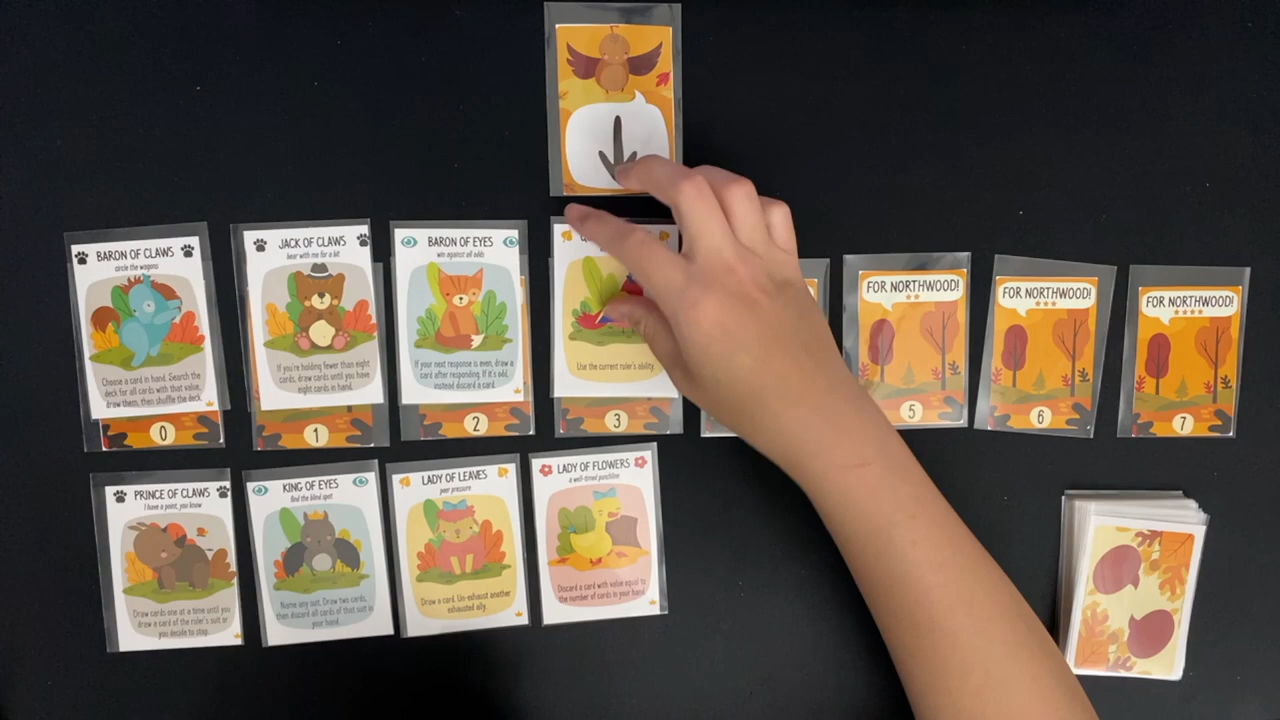 BARON OF CLAWS
circle the wagons
Choose a card in hand. Search the
deck for all cards with that value,
draw them, then shuffle the deck.
0
JACK OF CLAWS
bear with me for a bit
If you're holding fewer than eight
cards, draw cards until you have
eight cards in hand.
1
BARON OF EYES
win against all odds
If your next response is even, draw a
card after responding. If it's odd,
instead discard a card.
2
Use the current ruler's ability.
3
FOR NORTHWOOD!
5
FOR NORTHWOOD!
6
FOR NORTHWOOD!
7
PRINCE OF CLAWS
I have a point, you know
Draw cards one at a time until you
draw a card of the ruler's suit or
you decide to stop.
KING OF EYES
find the blind spot
Name any suit. Draw two cards,
then discard all cards of that suit in
your hand.
LADY OF LEAVES
peer pressure
Draw a card. Un-exhaust another
exhausted ally.
LADY OF FLOWERS
a well-timed punchline
Discard a card with value equal to
the number of cards in your hand.